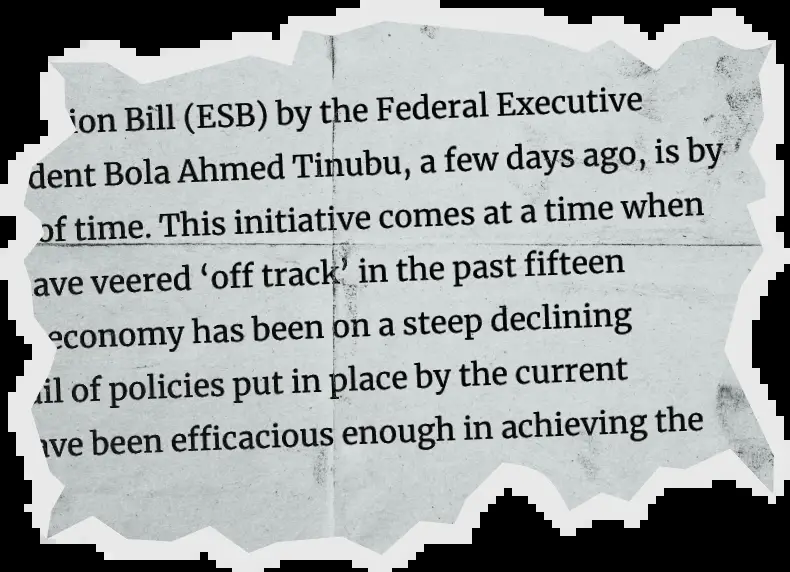 ion Bill (ESB) by the Federal Executive
dent Bola Ahmed Tinubu, a few days ago, is by
of time. This initiative comes at a time when
ave veered ‘off track’ in the past fifteen
economy has been on a steep declining
il of policies put in place by the current
ve been efficacious enough in achieving the